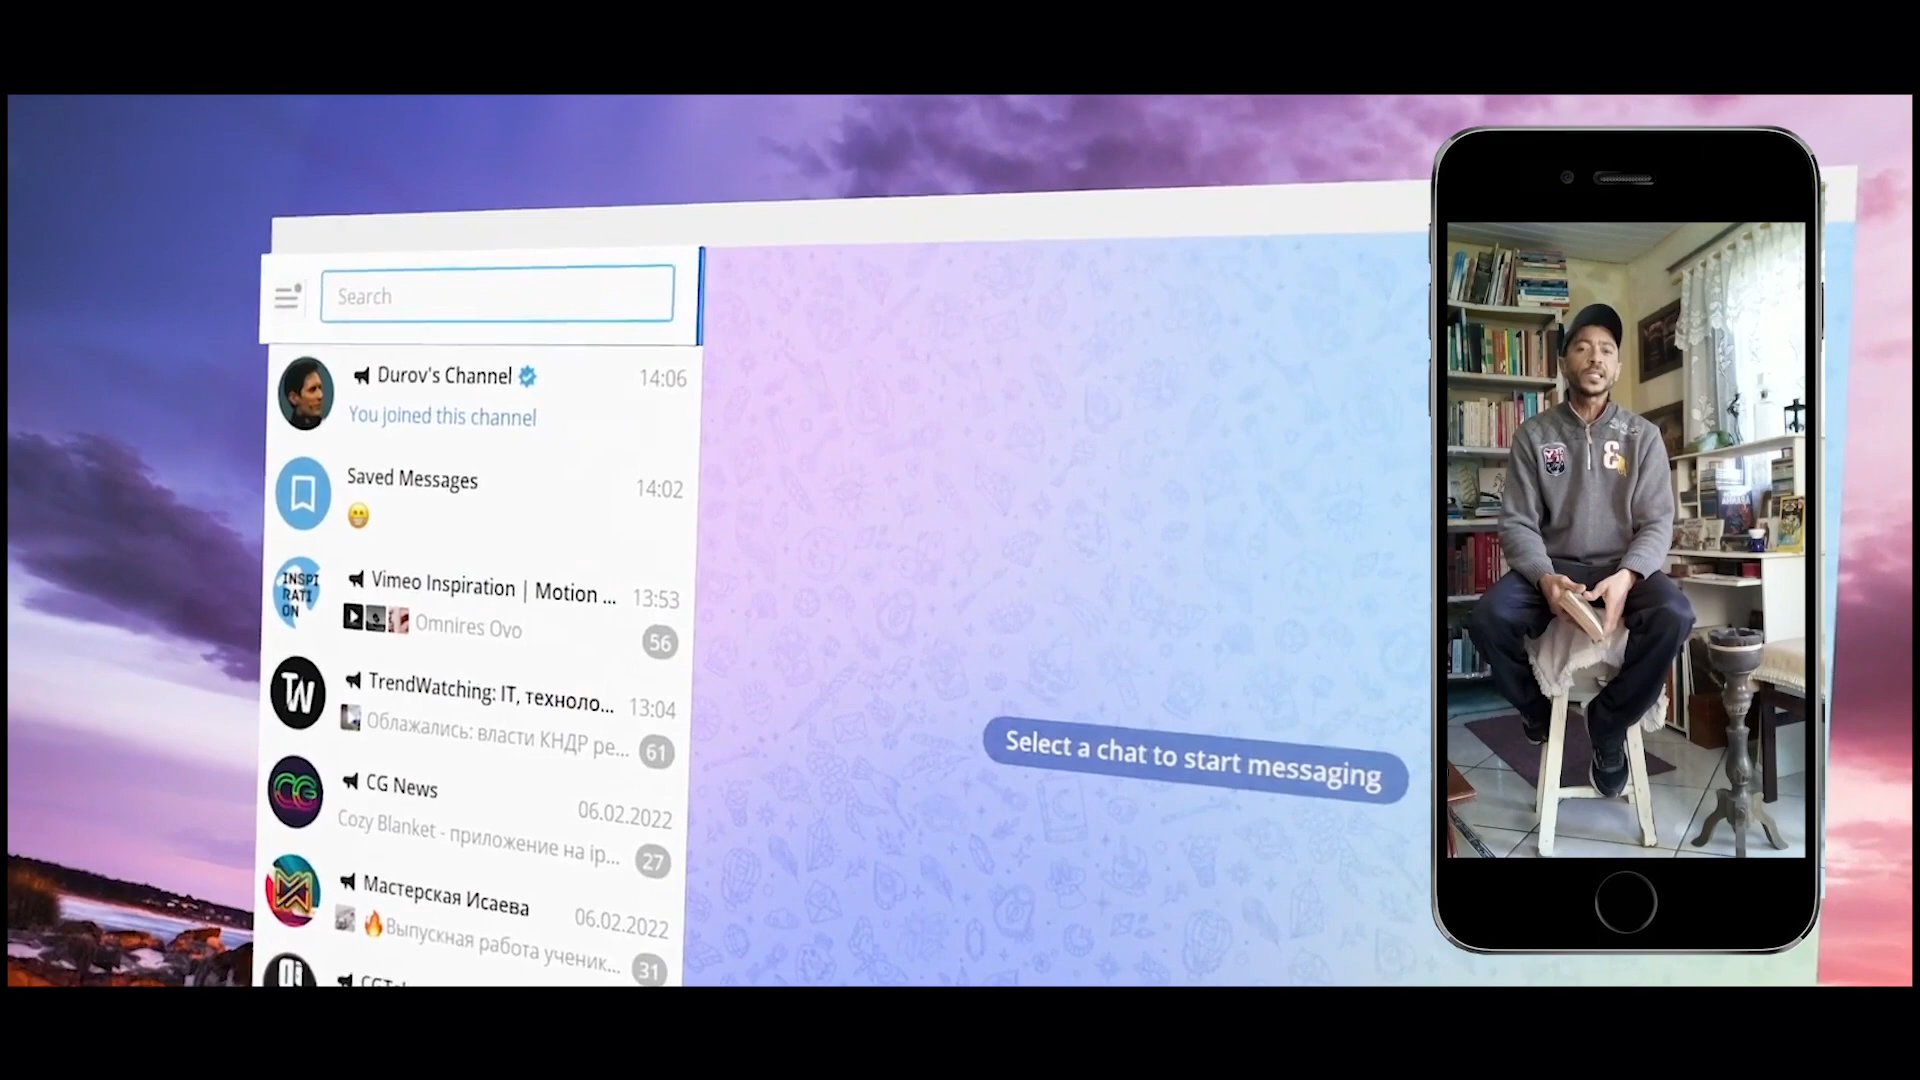 Search
Durov's Channel
14:06
You joined this channel
Saved Messages
14:02
INSPI
RATI
ON
Vimeo Inspiration | Motion ...
13:53
Omnires Ovo
56
TW
TrendWatching: IT, техноло...
13:04
Облажались: власти КНДР ре...
61
CG
CG News
06.02.2022
Cozy Blanket - приложение на ip...
27
Мастерская Исаева
06.02.2022
Выпускная работа ученик...
31
Select a chat to start messaging